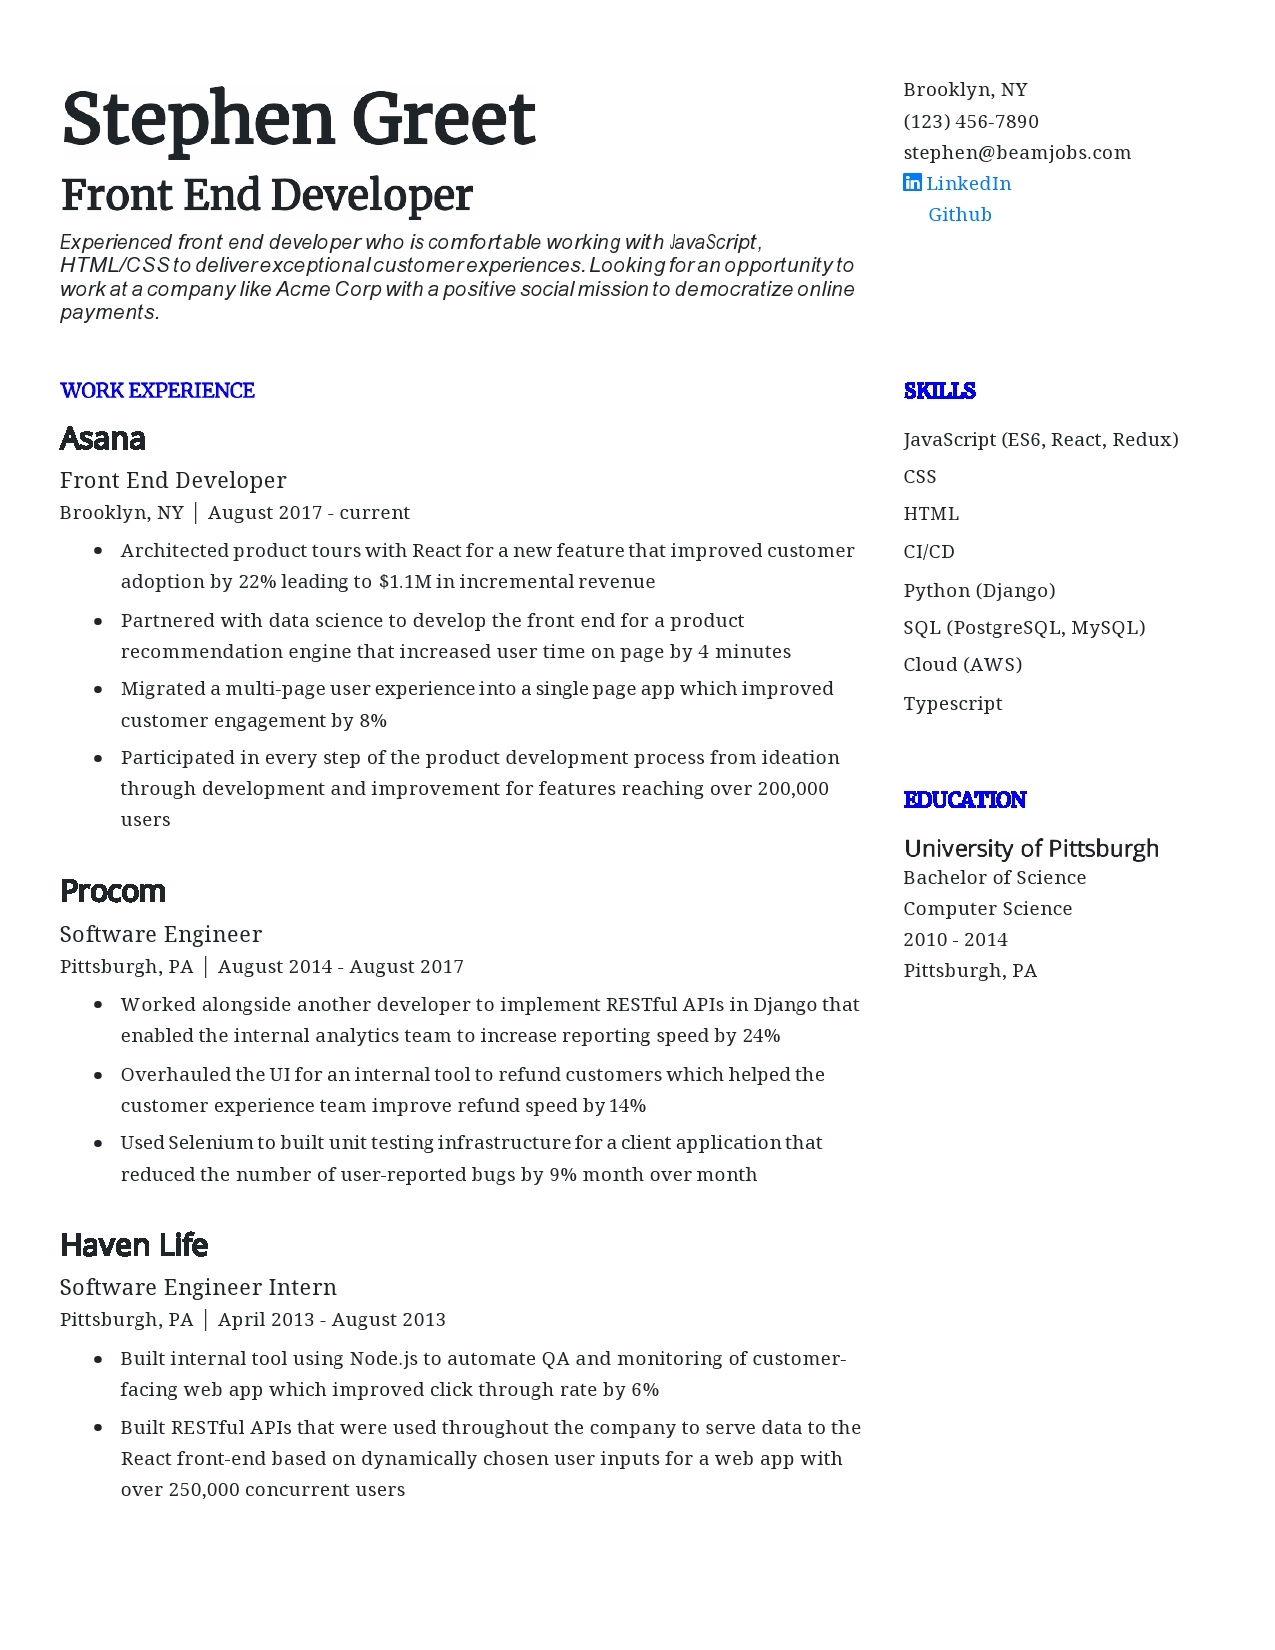 Stephen Greet
Front End Developer
Experienced front end developer who is comfortable working with JavaScript,
HTML/CSS to deliver exceptional customer experiences. Looking for an opportunity to
work at a company like Acme Corp with a positive social mission to democratize online
payments.
Brooklyn, NY
(123) 456-7890
stephen@beamjobs.com
LinkedIn
Github
WORK EXPERIENCE
Asana
Front End Developer
Brooklyn, NY │ August 2017 - current
• Architected product tours with React for a new feature that improved customer
adoption by 22% leading to $1.1M in incremental revenue
• Partnered with data science to develop the front end for a product
recommendation engine that increased user time on page by 4 minutes
• Migrated a multi-page user experience into a single page app which improved
customer engagement by 8%
• Participated in every step of the product development process from ideation
through development and improvement for features reaching over 200,000
users
Procom
Software Engineer
Pittsburgh, PA │ August 2014 - August 2017
• Worked alongside another developer to implement RESTful APIs in Django that
enabled the internal analytics team to increase reporting speed by 24%
• Overhauled the UI for an internal tool to refund customers which helped the
customer experience team improve refund speed by 14%
• Used Selenium to built unit testing infrastructure for a client application that
reduced the number of user-reported bugs by 9% month over month
Haven Life
Software Engineer Intern
Pittsburgh, PA │ April 2013 - August 2013
• Built internal tool using Node.js to automate QA and monitoring of customer-
facing web app which improved click through rate by 6%
• Built RESTful APIs that were used throughout the company to serve data to the
React front-end based on dynamically chosen user inputs for a web app with
over 250,000 concurrent users
SKILLS
JavaScript (ES6, React, Redux)
CSS
HTML
CI/CD
Python (Django)
SQL (PostgreSQL, MySQL)
Cloud (AWS)
Typescript
EDUCATION
University of Pittsburgh
Bachelor of Science
Computer Science
2010 - 2014
Pittsburgh, PA